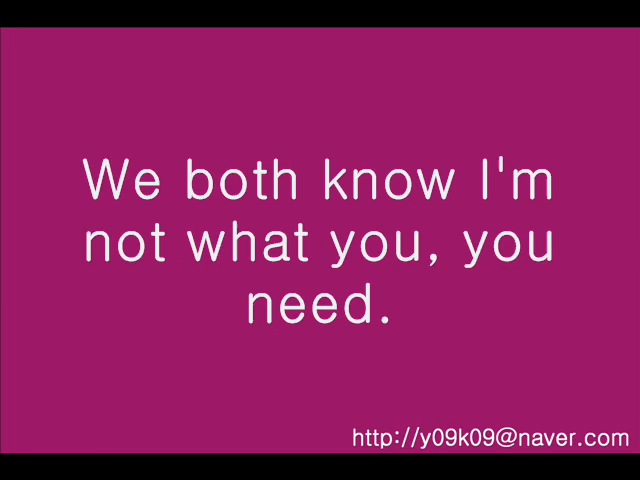 We both know I'm
not what you, you
need.
http://y09k09@naver.com